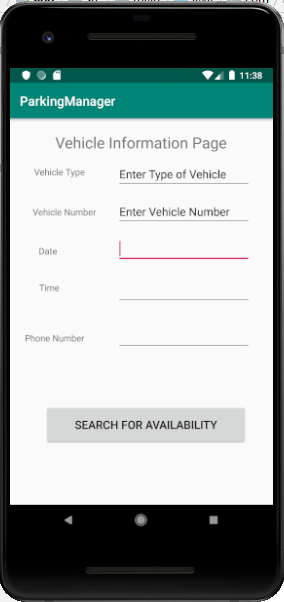 11:38
ParkingManager
Vehicle Information Page
Vehicle Type Enter Type of Vehicle
Vehicle Number Enter Vehicle Number
Date
Time
Phone Number
SEARCH FOR AVAILABILITY